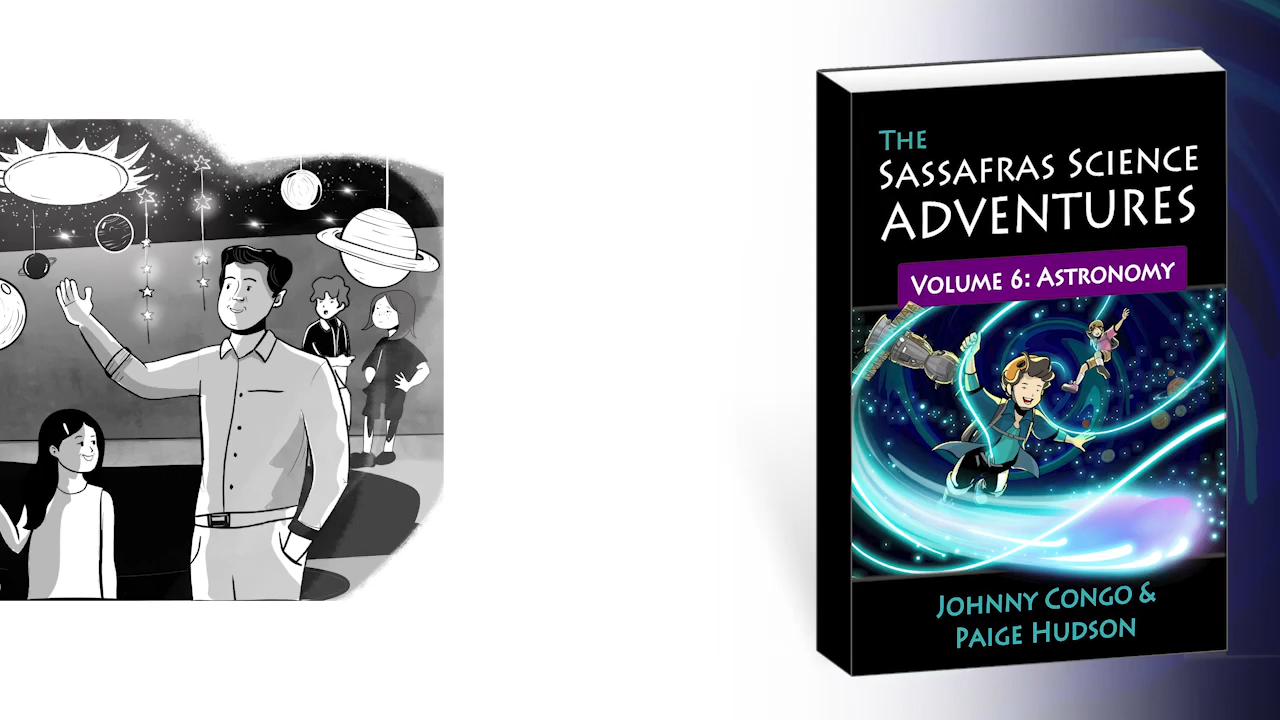 The
Sassafras Science
Adventures
Volume 6: Astronomy
Johnny Congo &
Paige Hudson